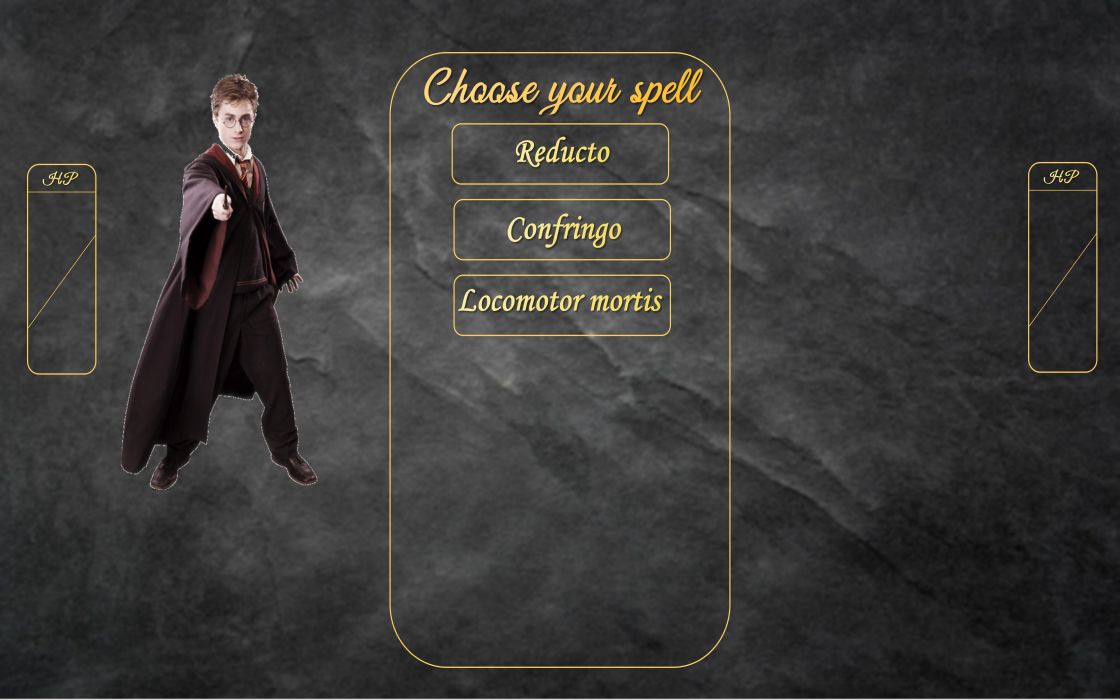 Choose your spell
HP
Reducto
Confringo
Locomotor mortis
HP